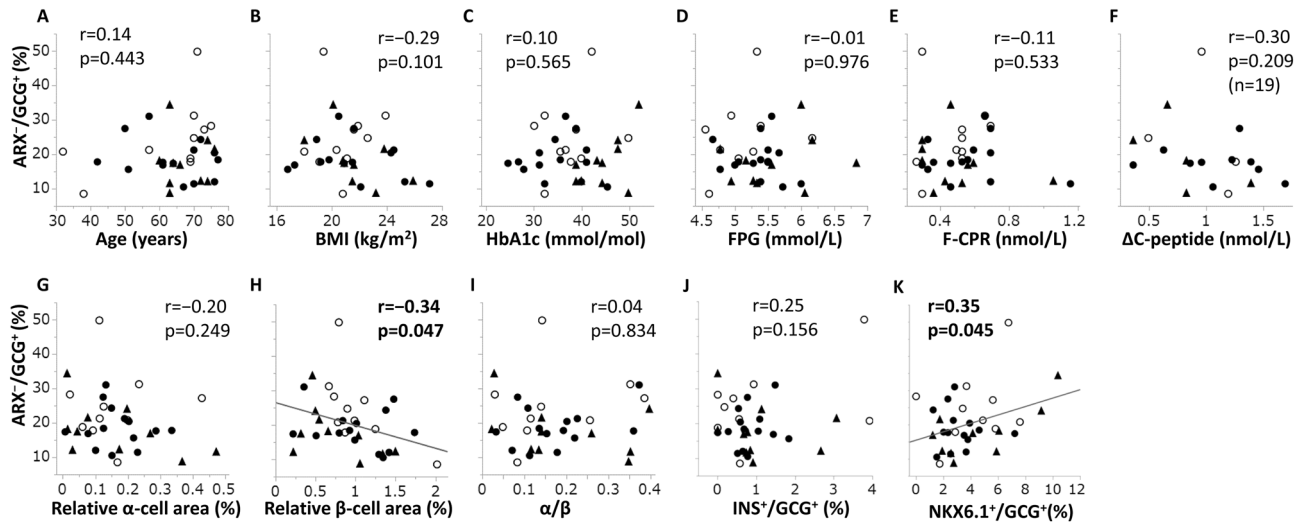 A
r=0.14
p=0.443
ARX⁻/GCG⁺ (%)
50
40
30
20
10
30 40 50 60 70 80
Age (years)
B
r=−0.29
p=0.101
16 20 24 28
BMI (kg/m²)
C
r=0.10
p=0.565
20 30 40 50
HbA1c (mmol/mol)
D
r=−0.01
p=0.976
4.5 5 5.5 6 6.5 7
FPG (mmol/L)
E
r=−0.11
p=0.533
0.4 0.8 1.2
F-CPR (nmol/L)
F
r=−0.30
p=0.209
(n=19)
0.5 1 1.5
ΔC-peptide (nmol/L)
G
r=−0.20
p=0.249
ARX⁻/GCG⁺ (%)
50
40
30
20
10
0 0.1 0.2 0.3 0.4 0.5
Relative α-cell area (%)
H
r=−0.34
p=0.047
0 0.5 1 1.5 2
Relative β-cell area (%)
I
r=0.04
p=0.834
0 0.1 0.2 0.3 0.4
α/β
J
r=0.25
p=0.156
0 1 2 3 4
INS⁺/GCG⁺ (%)
K
r=0.35
p=0.045
0 2 4 6 8 10 12
NKX6.1⁺/GCG⁺(%)